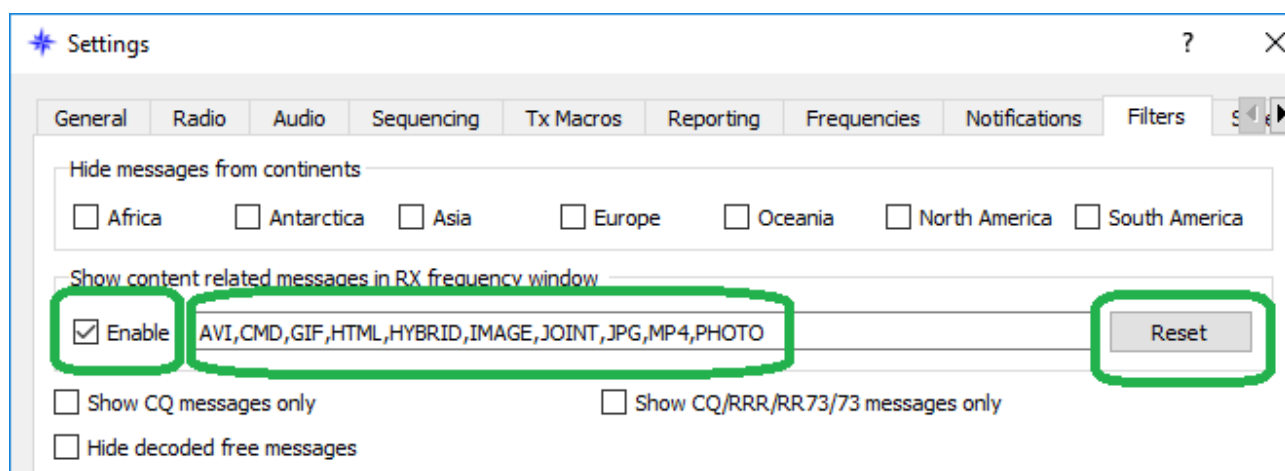 Settings ?
General Radio Audio Sequencing Tx Macros Reporting Frequencies Notifications Filters
Hide messages from continents
Africa Antarctica Asia Europe Oceania North America South America
Show content related messages in RX frequency window
Enable AVI,CMD,GIF,HTML,HYBRID,IMAGE,JOINT,JPG,MP4,PHOTO Reset
Show CQ messages only Show CQ/RRR/RR73/73 messages only
Hide decoded free messages